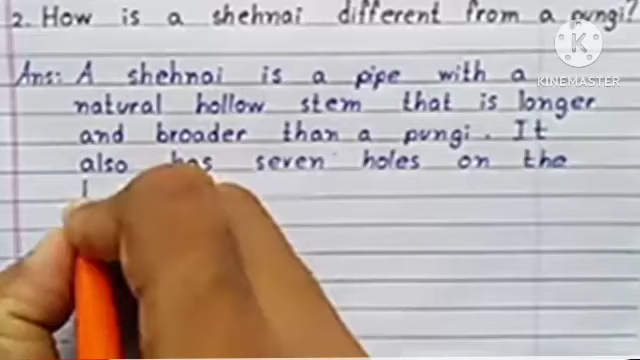 2. How is a shehnai different from a pungi?
Ans: A shehnai is a pipe with a
natural hollow stem that is longer
and broader than a pungi. It
also has seven holes on the
KINEMASTER